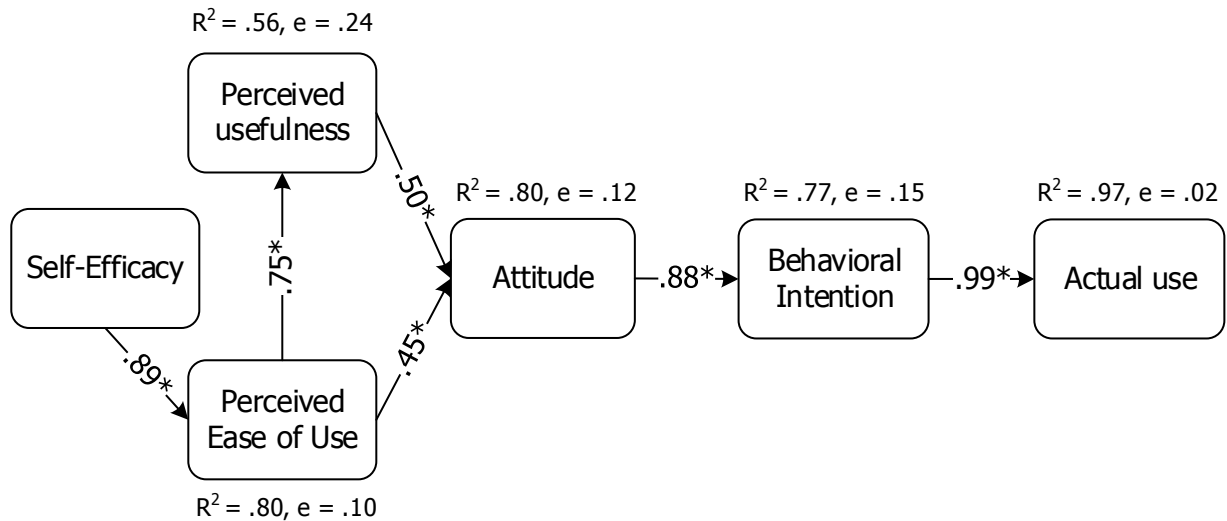 R² = .56, e = .24
Perceived
usefulness
.50*
.75*
Self-Efficacy
.89*
Perceived
Ease of Use
R² = .80, e = .10
.45*
R² = .80, e = .12
Attitude
.88*
R² = .77, e = .15
Behavioral
Intention
.99*
R² = .97, e = .02
Actual use